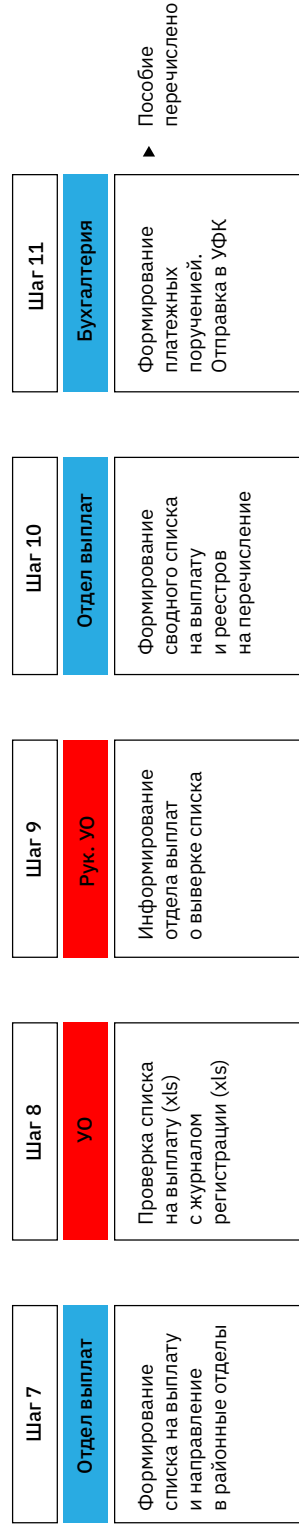 Шаг 7
Отдел выплат
Формирование
списка на выплату
и направление
в районные отделы
Шаг 8
УО
Проверка списка
на выплату (xls)
с журналом
регистрации (xls)
Шаг 9
Рук. УО
Информирование
отдела выплат
о выверке списка
Шаг 10
Отдел выплат
Формирование
сводного списка
на выплату
и реестров
на перечисление
Шаг 11
Бухгалтерия
Формирование
платежных
поручений.
Отправка в УФК
Пособие
перечислено